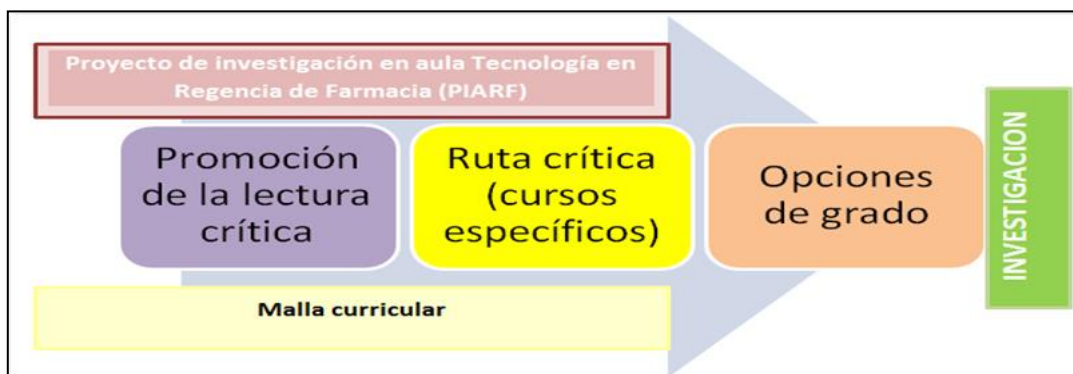 Proyecto de investigación en aula Tecnología en
Regencia de Farmacia (PIARF)
Promoción
de la lectura
crítica
Ruta crítica
(cursos
específicos)
Opciones
de grado
INVESTIGACION
Malla curricular